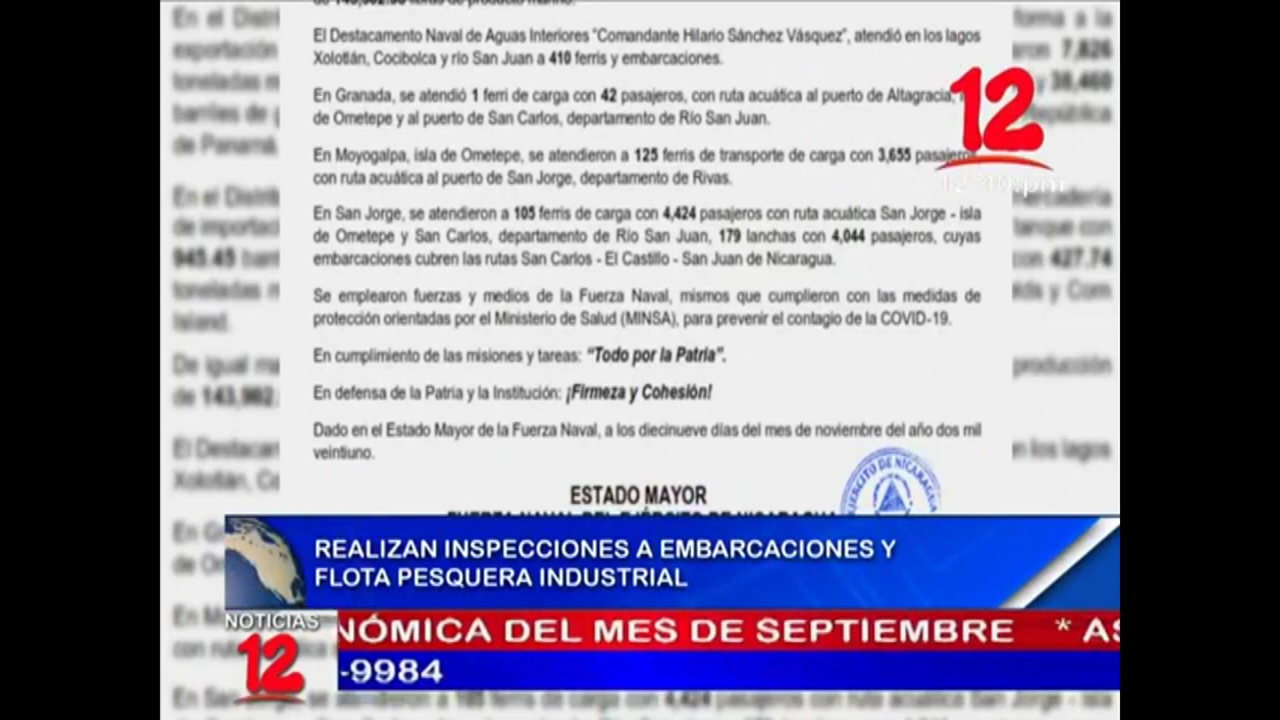 El Destacamento Naval de Aguas Interiores "Comandante Hilario Sánchez Vásquez", atendió en los lagos
Xolotlán, Cocibolca y río San Juan a 410 ferris y embarcaciones.
En Granada, se atendió 1 ferri de carga con 42 pasajeros, con ruta acuática al puerto de Altagracia,
de Ometepe y al puerto de San Carlos, departamento de Río San Juan.
En Moyogalpa, isla de Ometepe, se atendieron a 125 ferris de transporte de carga con 3,655 pasajeros
con ruta acuática al puerto de San Jorge, departamento de Rivas.
En San Jorge, se atendieron a 105 ferris de carga con 4,424 pasajeros con ruta acuática San Jorge - isla
de Ometepe y San Carlos, departamento de Río San Juan, 179 lanchas con 4,044 pasajeros, cuyas
embarcaciones cubren las rutas San Carlos - El Castillo - San Juan de Nicaragua.
Se emplearon fuerzas y medios de la Fuerza Naval, mismos que cumplieron con las medidas de
protección orientadas por el Ministerio de Salud (MINSA), para prevenir el contagio de la COVID-19.
En cumplimiento de las misiones y tareas: "Todo por la Patria".
En defensa de la Patria y la Institución: ¡Firmeza y Cohesión!
Dado en el Estado Mayor de la Fuerza Naval, a los diecinueve días del mes de noviembre del año dos mil
veintiuno.
ESTADO MAYOR
FUERZA NAVAL DEL EJÉRCITO DE NICARAGUA
EJERCITO DE NICARAGUA
12
REALIZAN INSPECCIONES A EMBARCACIONES Y
FLOTA PESQUERA INDUSTRIAL
NOTICIAS
12
NÓMICA DEL MES DE SEPTIEMBRE * AS
-9984